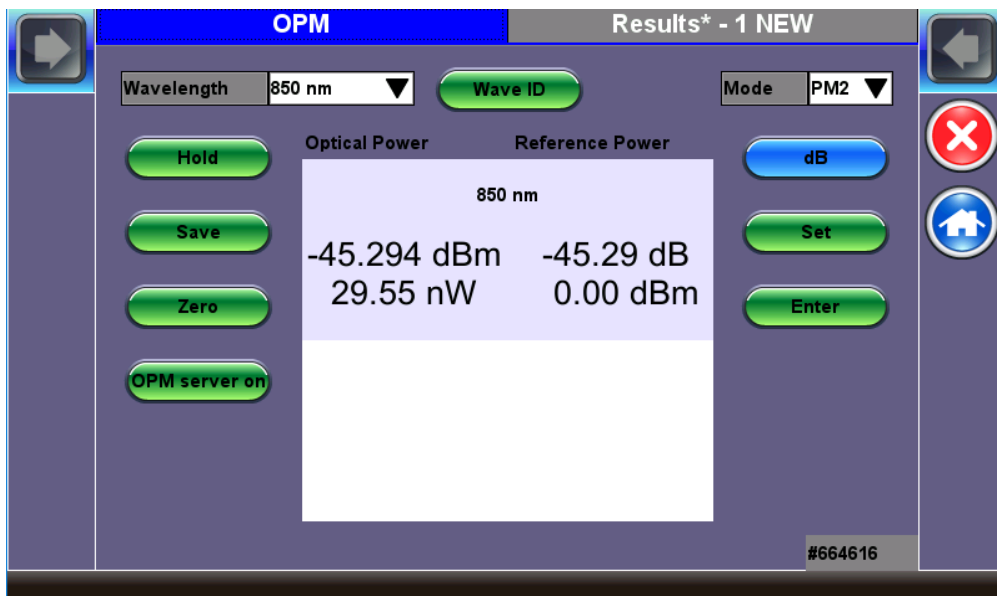 OPM
Results* - 1 NEW
Wavelength 850 nm
Wave ID
Mode PM2
Hold
Optical Power
Reference Power
dB
850 nm
Save
-45.294 dBm -45.29 dB
Set
29.55 nW 0.00 dBm
Zero
Enter
OPM server on
#664616